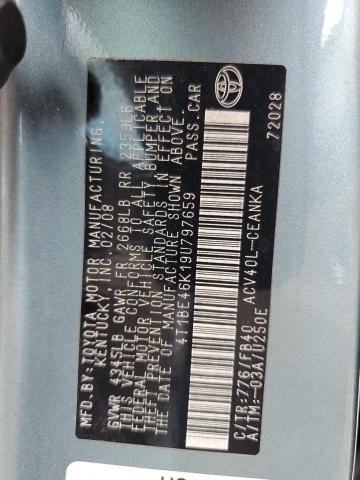 MFD.BY: TOYOTA MOTOR MANUFACTURING,
KENTUCKY, INC. 02/08
GVWR 4345LB GAWR FR 2668LB RR 2359LB
THIS VEHICLE CONFORMS TO ALL APPLICABLE
FEDERAL MOTOR VEHICLE SAFETY, BUMPER AND
THEFT PREVENTION STANDARDS IN EFFECT ON
THE DATE OF MANUFACTURE SHOWN ABOVE.
4T1BE46K19U797659 PASS. CAR
C/TR: 776/FB40 ACV40L-CEANKA
A/TM: -03A/U250E
72028